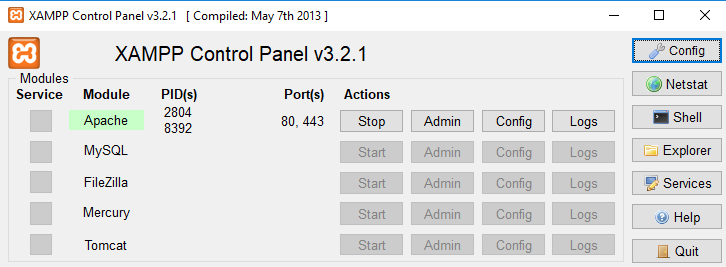 XAMPP Control Panel v3.2.1 [ Compiled: May 7th 2013 ]
XAMPP Control Panel v3.2.1
Config
Modules
Service Module PID(s) Port(s) Actions
Netstat
Apache 2804 8392 80, 443 Stop Admin Config Logs
Shell
MySQL Start Admin Config Logs
Explorer
FileZilla Start Admin Config Logs
Services
Mercury Start Admin Config Logs
Help
Tomcat Start Admin Config Logs
Quit